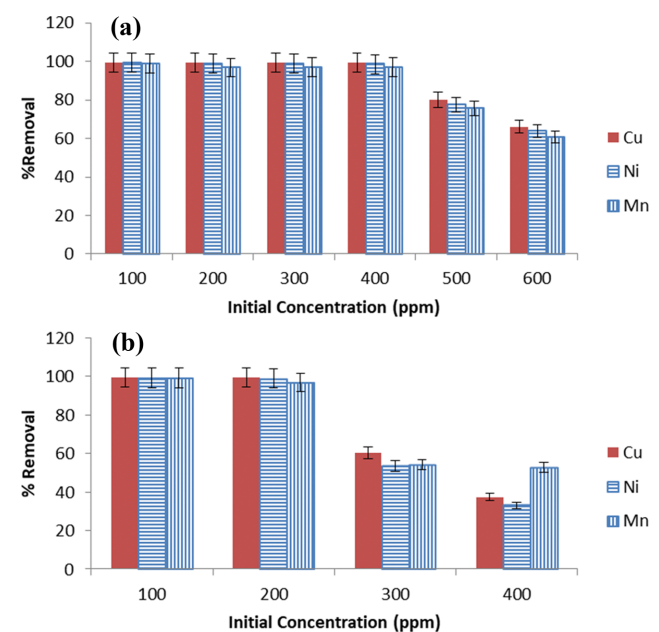 (a)
120
100
80
60
40
20
0
%Removal
100 200 300 400 500 600
Initial Concentration (ppm)
Cu
Ni
Mn
(b)
120
100
80
60
40
20
0
% Removal
100 200 300 400
Initial Concentration (ppm)
Cu
Ni
Mn